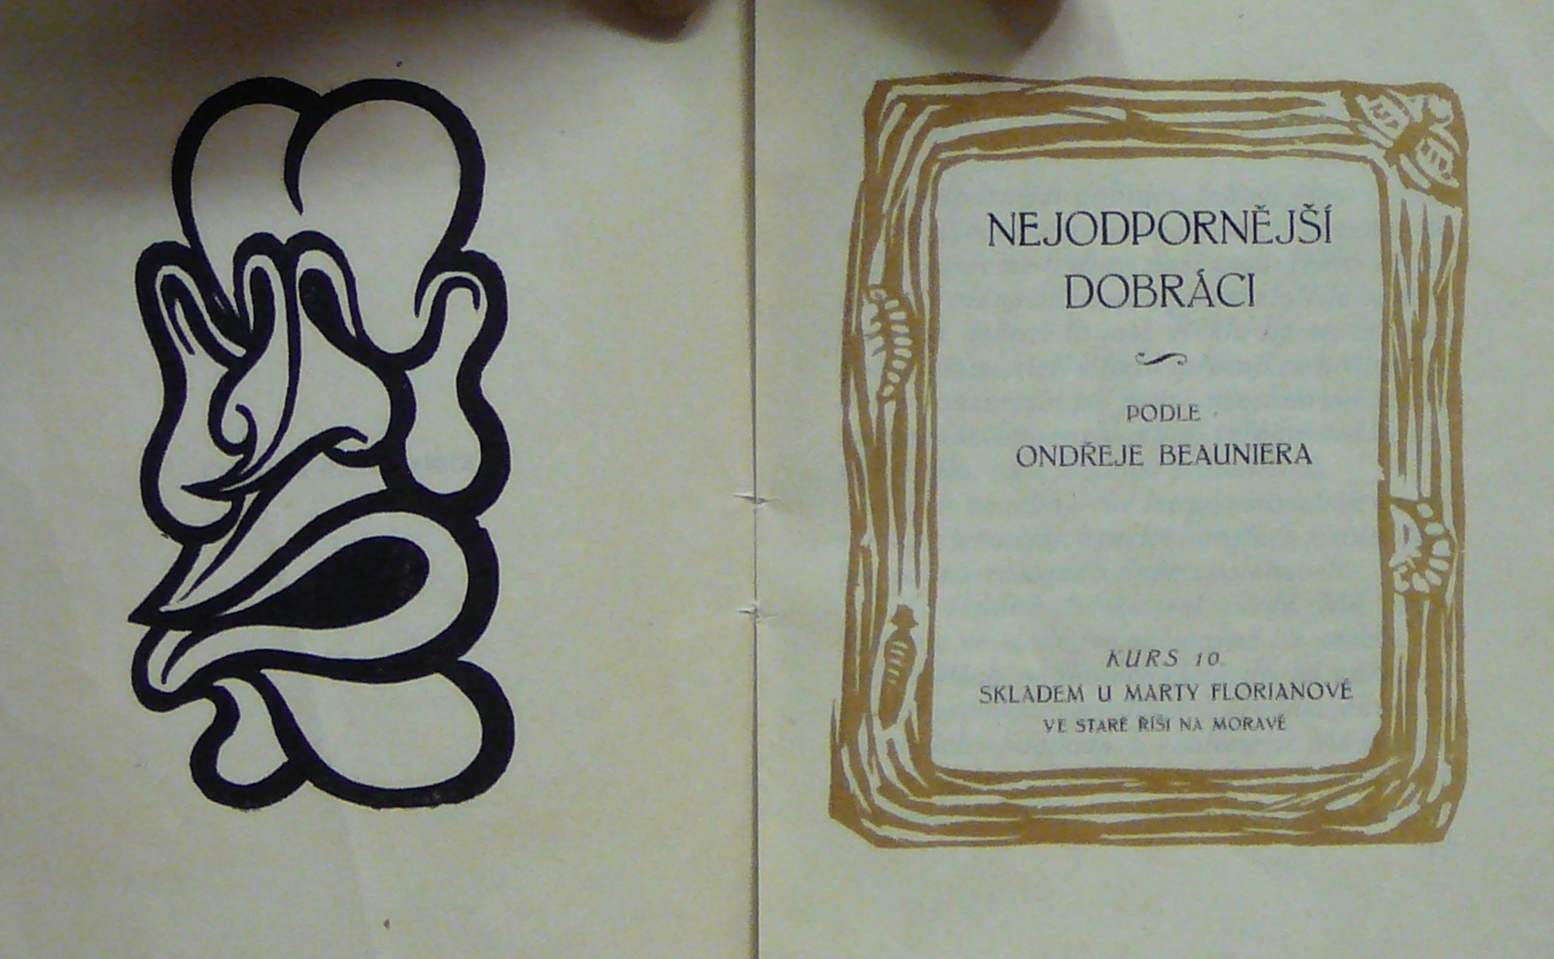 NEJODPORNĚJŠÍ
DOBRÁCI
PODLE
ONDŘEJE BEAUNIERA
KURS 10.
SKLADEM U MARTY FLORIANOVÉ
VE STARÉ ŘÍŠI NA MORAVĚ